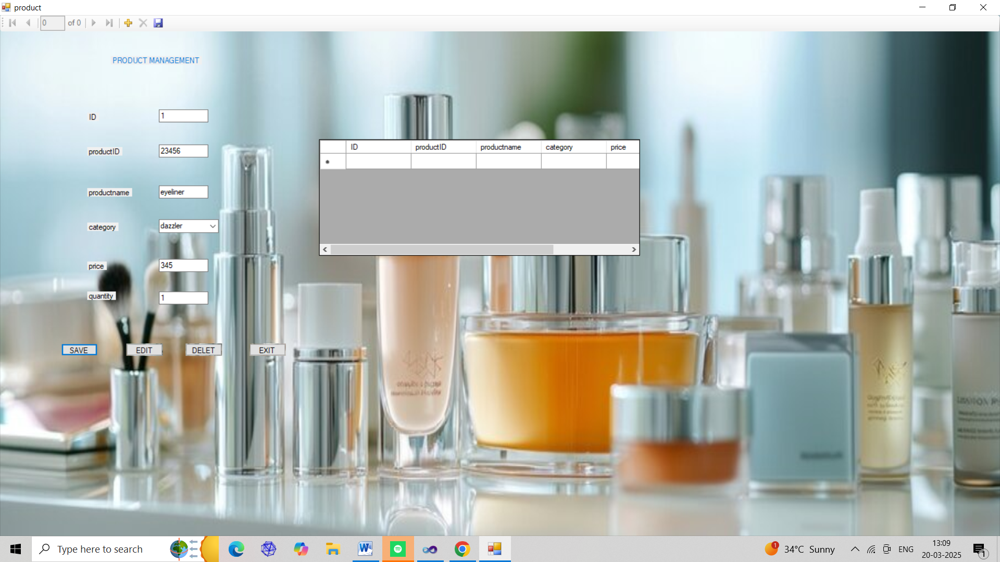 product
0 of 0
PRODUCT MANAGEMENT
ID 1
productID 23456
productname eyeliner
category dazzler
price 345
quantity 1
SAVE EDIT DELET EXIT
ID productID productname category price
Type here to search
34°C Sunny
ENG
13:09
20-03-2025
1
1